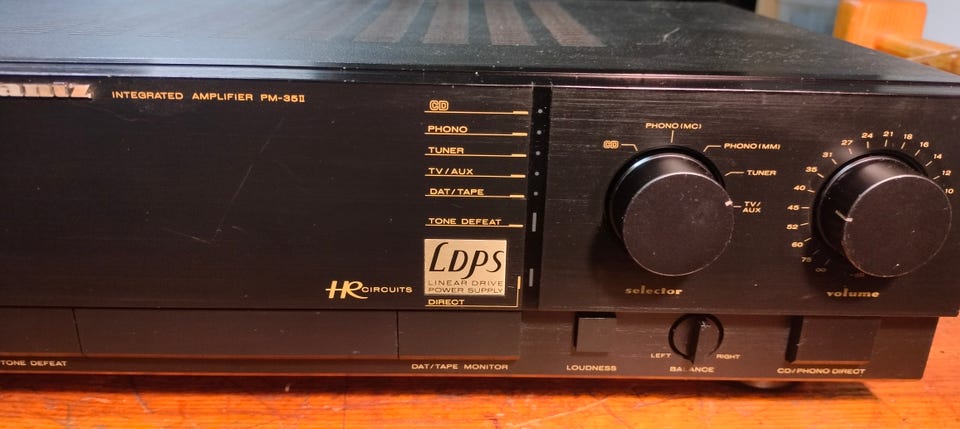 INTEGRATED AMPLIFIER PM-35II
CD
PHONO
TUNER
TV/AUX
DAT/TAPE
TONE DEFEAT
LDPS
LINEAR DRIVE
POWER SUPPLY
HR CIRCUITS
DIRECT
PHONO (MC)
CD
PHONO (MM)
TUNER
TV/
AUX
selector
24 21 18
27 16
31 14
35 12
40 10
45
52
60
75
∞
volume
TONE DEFEAT
DAT/TAPE MONITOR
LOUDNESS
LEFT RIGHT
BALANCE
CD/PHONO DIRECT